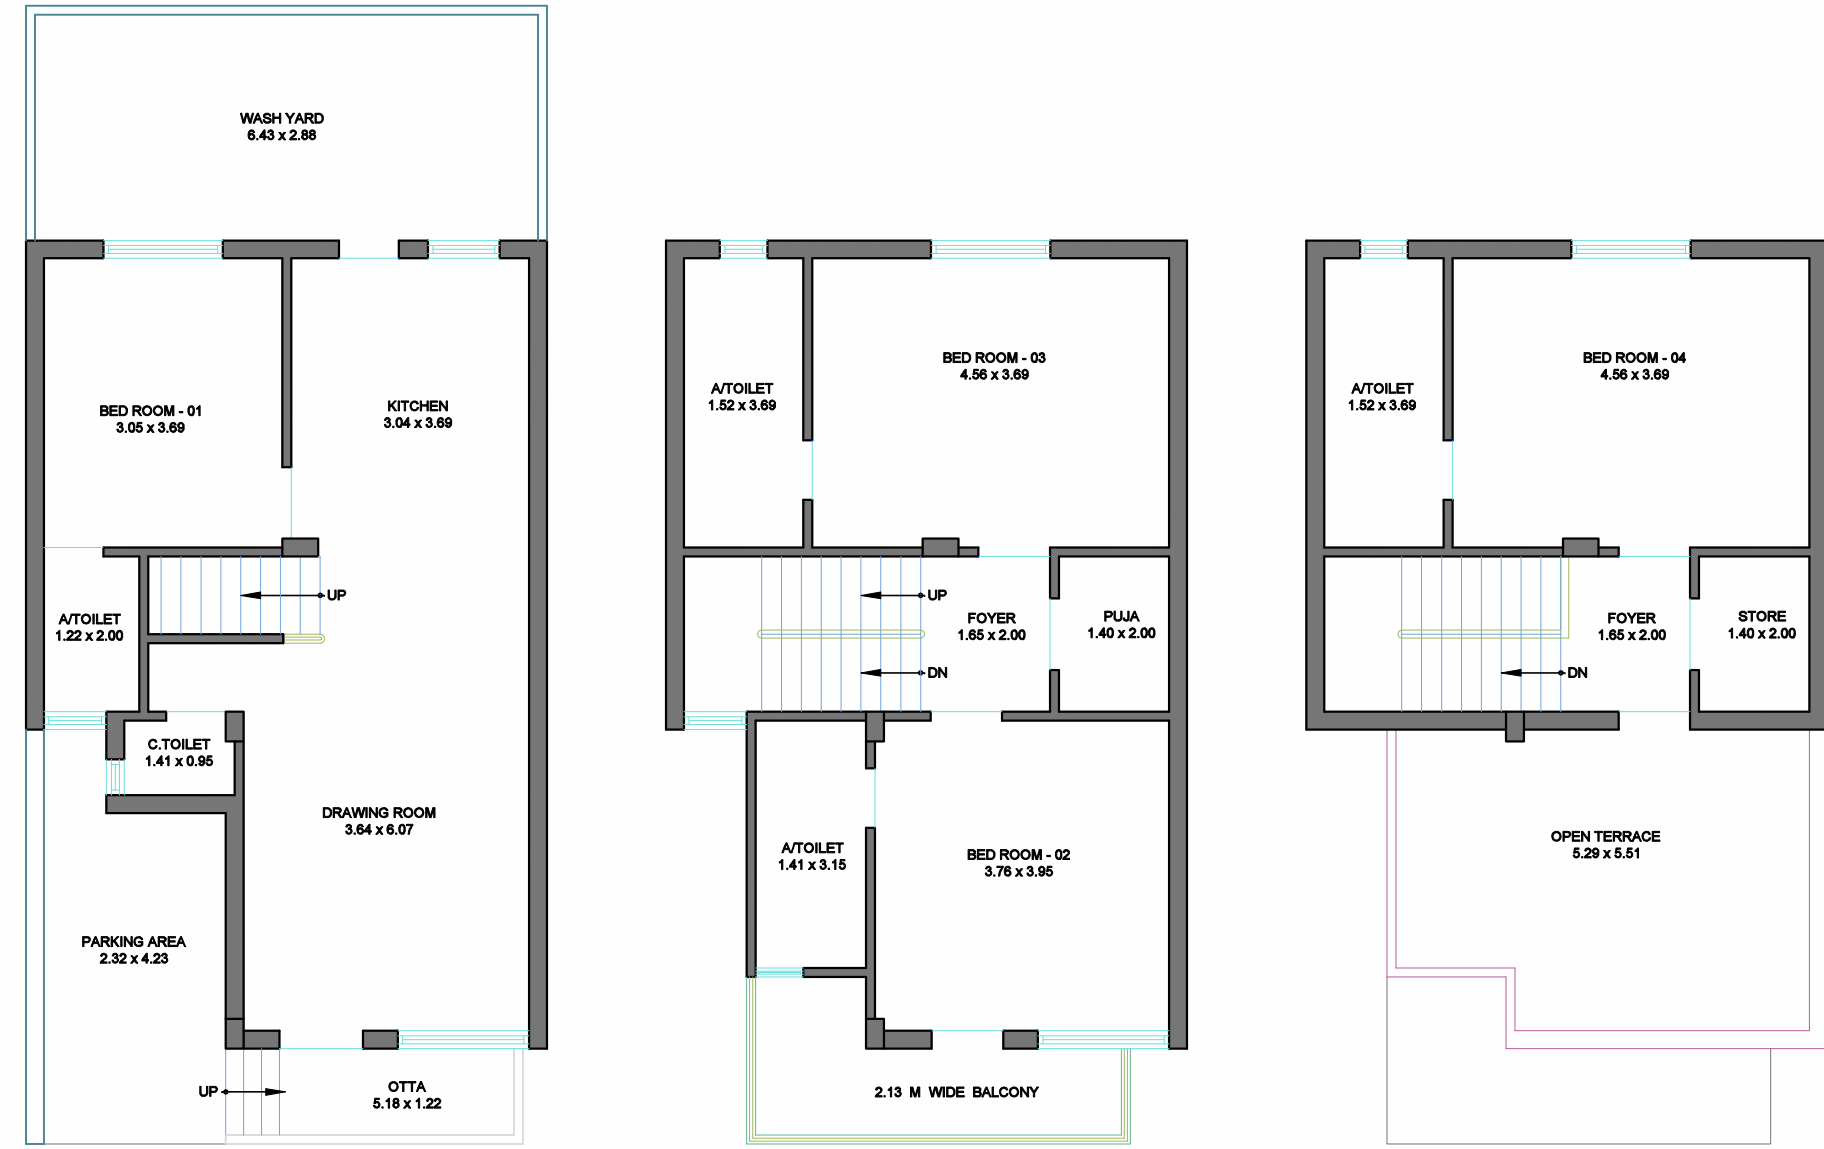 WASH YARD
6.43 x 2.88
BED ROOM - 01
3.05 x 3.69
KITCHEN
3.04 x 3.69
UP
A/TOILET
1.22 x 2.00
C.TOILET
1.41 x 0.95
DRAWING ROOM
3.64 x 6.07
PARKING AREA
2.32 x 4.23
UP
OTTA
5.18 x 1.22
BED ROOM - 03
4.56 x 3.69
A/TOILET
1.52 x 3.69
UP
FOYER
1.65 x 2.00
PUJA
1.40 x 2.00
DN
A/TOILET
1.41 x 3.15
BED ROOM - 02
3.76 x 3.95
2.13 M WIDE BALCONY
BED ROOM - 04
4.56 x 3.69
A/TOILET
1.52 x 3.69
FOYER
1.65 x 2.00
STORE
1.40 x 2.00
DN
OPEN TERRACE
5.29 x 5.51